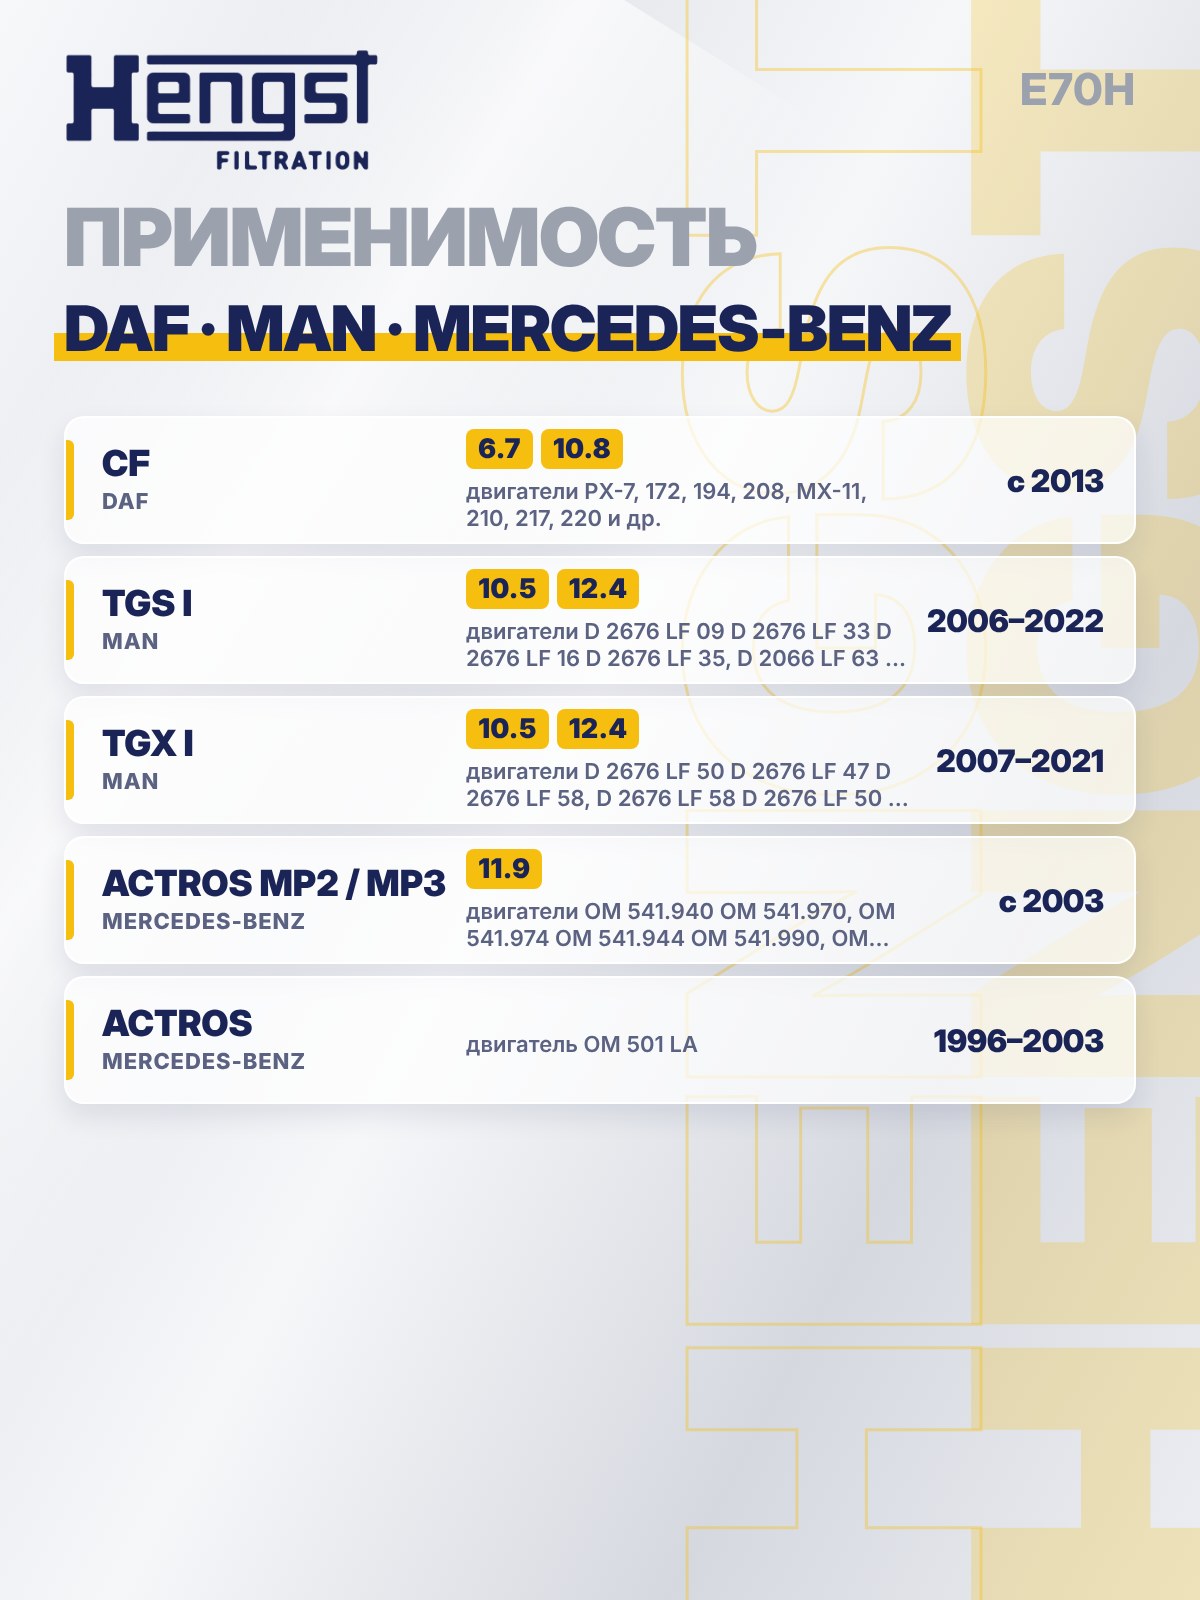 Hengst
FILTRATION
E70H
ПРИМЕНИМОСТЬ
DAF · MAN · MERCEDES-BENZ
CF
DAF
6.7 10.8
двигатели PX-7, 172, 194, 208, MX-11,
210, 217, 220 и др.
с 2013
TGS I
MAN
10.5 12.4
двигатели D 2676 LF 09 D 2676 LF 33 D
2676 LF 16 D 2676 LF 35, D 2066 LF 63 ...
2006–2022
TGX I
MAN
10.5 12.4
двигатели D 2676 LF 50 D 2676 LF 47 D
2676 LF 58, D 2676 LF 58 D 2676 LF 50 ...
2007–2021
ACTROS MP2 / MP3
MERCEDES-BENZ
11.9
двигатели OM 541.940 OM 541.970, OM
541.974 OM 541.944 OM 541.990, OM...
с 2003
ACTROS
MERCEDES-BENZ
двигатель OM 501 LA
1996–2003
HENGST
HENGST